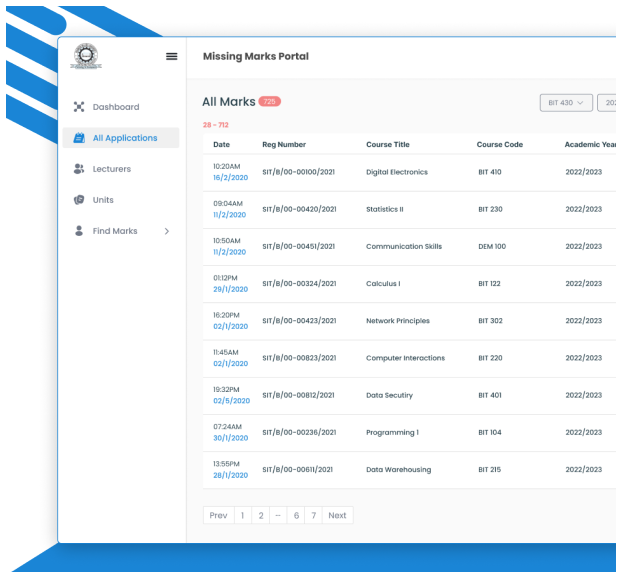 Missing Marks Portal
Dashboard
All Applications
Lecturers
Units
Find Marks
All Marks 725
BIT 430
28 - 712
Date Reg Number Course Title Course Code Academic Yea
10:20AM
16/2/2020 SIT/B/00-00100/2021 Digital Electronics BIT 410 2022/2023
09:04AM
11/2/2020 SIT/B/00-00420/2021 Statistics II BIT 230 2022/2023
10:50AM
11/2/2020 SIT/B/00-00451/2021 Communication Skills DEM 100 2022/2023
01:12PM
29/1/2020 SIT/B/00-00324/2021 Calculus I BIT 122 2022/2023
16:20PM
02/1/2020 SIT/B/00-00423/2021 Network Principles BIT 302 2022/2023
11:45AM
02/1/2020 SIT/B/00-00823/2021 Computer Interactions BIT 220 2022/2023
19:32PM
02/5/2020 SIT/B/00-00812/2021 Data Secutiry BIT 401 2022/2023
07:24AM
30/1/2020 SIT/B/00-00236/2021 Programming 1 BIT 104 2022/2023
13:55PM
28/1/2020 SIT/B/00-00611/2021 Data Warehousing BIT 215 2022/2023
Prev 1 2 ... 6 7 Next